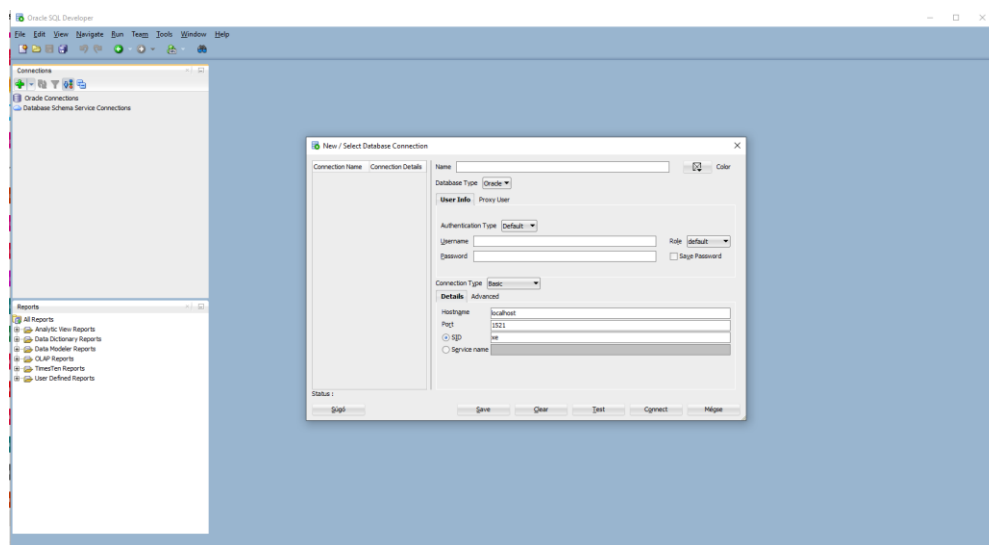 Oracle SQL Developer
File Edit View Navigate Run Team Tools Window Help
Connections
Oracle Connections
Database Schema Service Connections
Reports
All Reports
Analytic View Reports
Data Dictionary Reports
Data Modeler Reports
OLAP Reports
TimesTen Reports
User Defined Reports
New / Select Database Connection
Connection Name Connection Details
Name Color
Database Type Oracle
User Info Proxy User
Authentication Type Default
Username Role default
Password Save Password
Connection Type Basic
Details Advanced
Hostname localhost
Port 1521
SID xe
Service name
Status :
Súgó Save Clear Test Connect Mégse